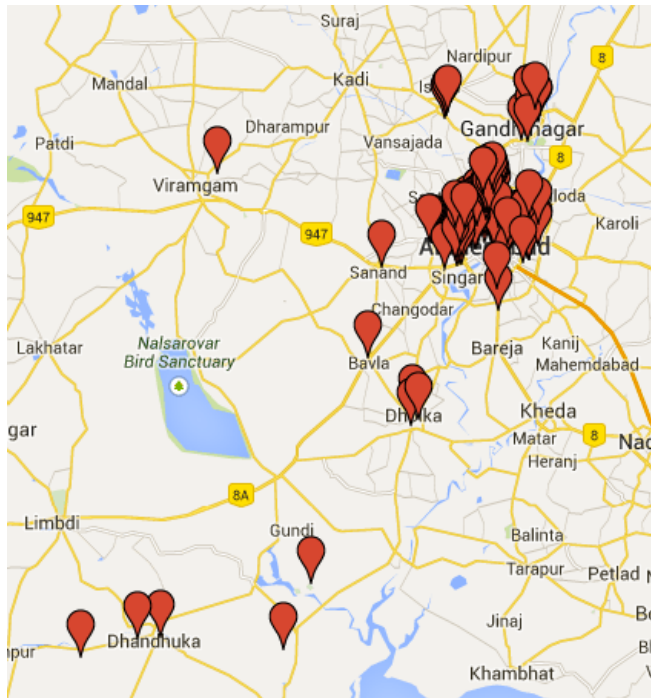 Suraj
Nardipur
8
Mandal
Kadi
Dharampur
Gandhinagar
Patdi
Vansajada
8
Viramgam
947
947
Karoli
Sanand
Changodar
Lakhatar
Nalsarovar
Bird Sanctuary
Bareja
Kanij
Bavla
Mahemdabad
Kheda
Matar
8
Heranj
8A
Limbdi
Gundi
Balinta
Tarapur
Petlad
Jinaj
Dhandhuka
Khambhat